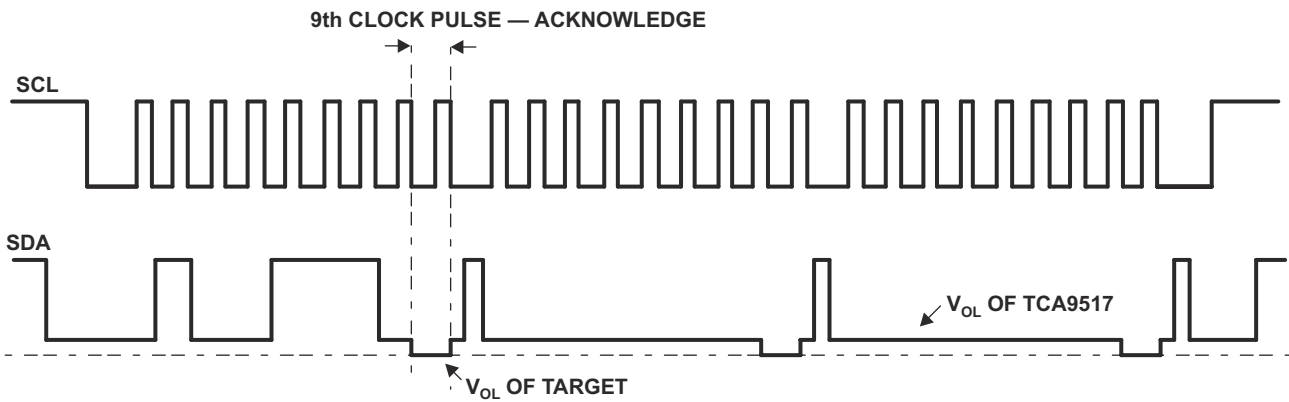 9th CLOCK PULSE — ACKNOWLEDGE
SCL
SDA
VOL OF TCA9517
VOL OF TARGET